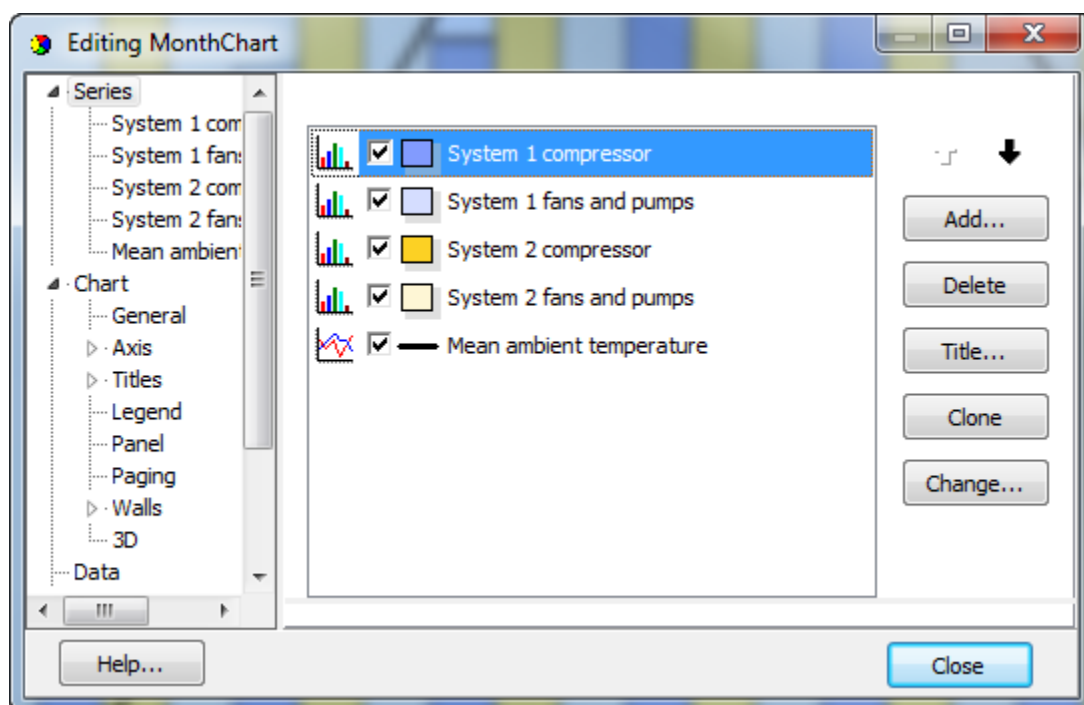 Editing MonthChart
Series
System 1 com
System 1 fan
System 2 com
System 2 fan
Mean ambien
Chart
General
Axis
Titles
Legend
Panel
Paging
Walls
3D
Data
System 1 compressor
System 1 fans and pumps
System 2 compressor
System 2 fans and pumps
Mean ambient temperature
Add...
Delete
Title...
Clone
Change...
Help...
Close